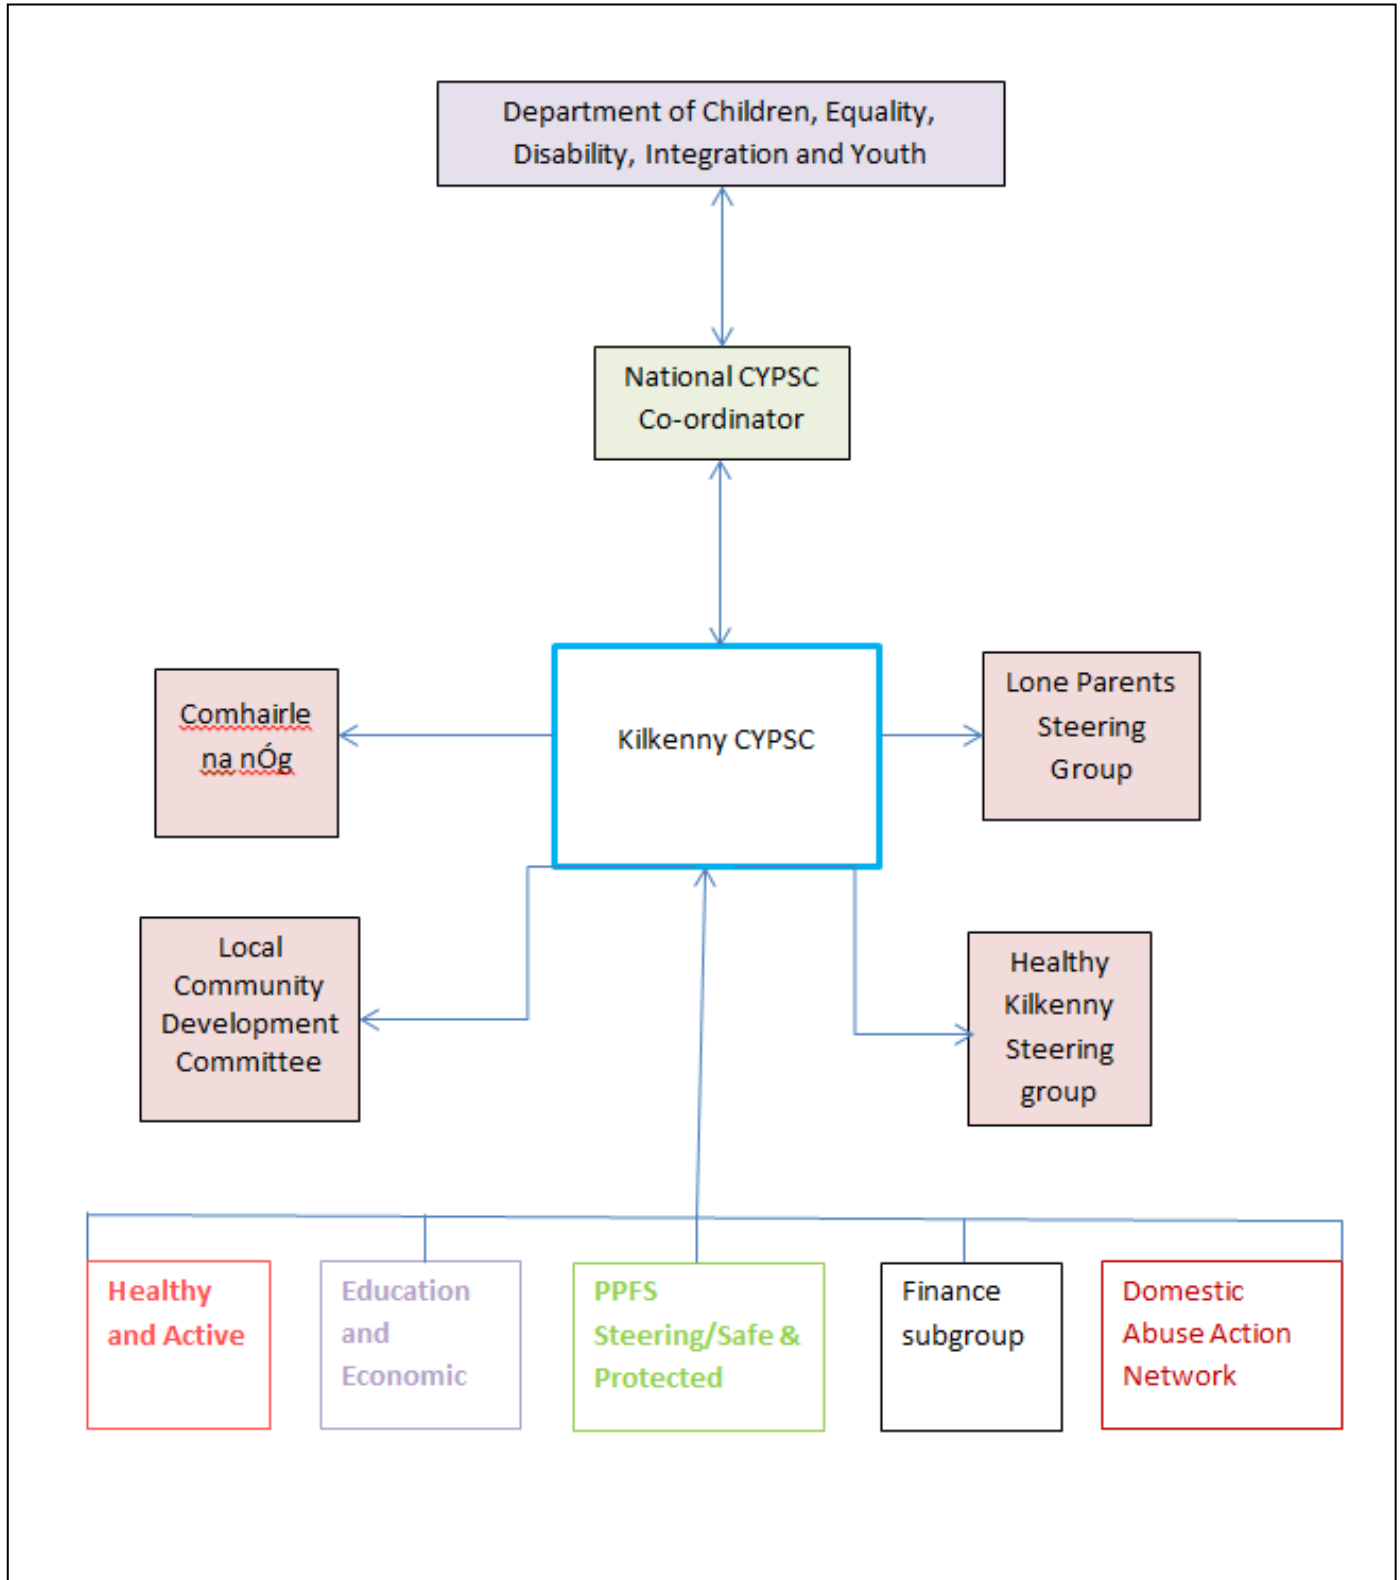 Department of Children, Equality,
Disability, Integration and Youth
National CYPSC
Co-ordinator
Kilkenny CYPSC
Comhairle
na nÓg
Lone Parents
Steering
Group
Local
Community
Development
Committee
Healthy
Kilkenny
Steering
group
Healthy
and Active
Education
and
Economic
PPFS
Steering/Safe &
Protected
Finance
subgroup
Domestic
Abuse Action
Network